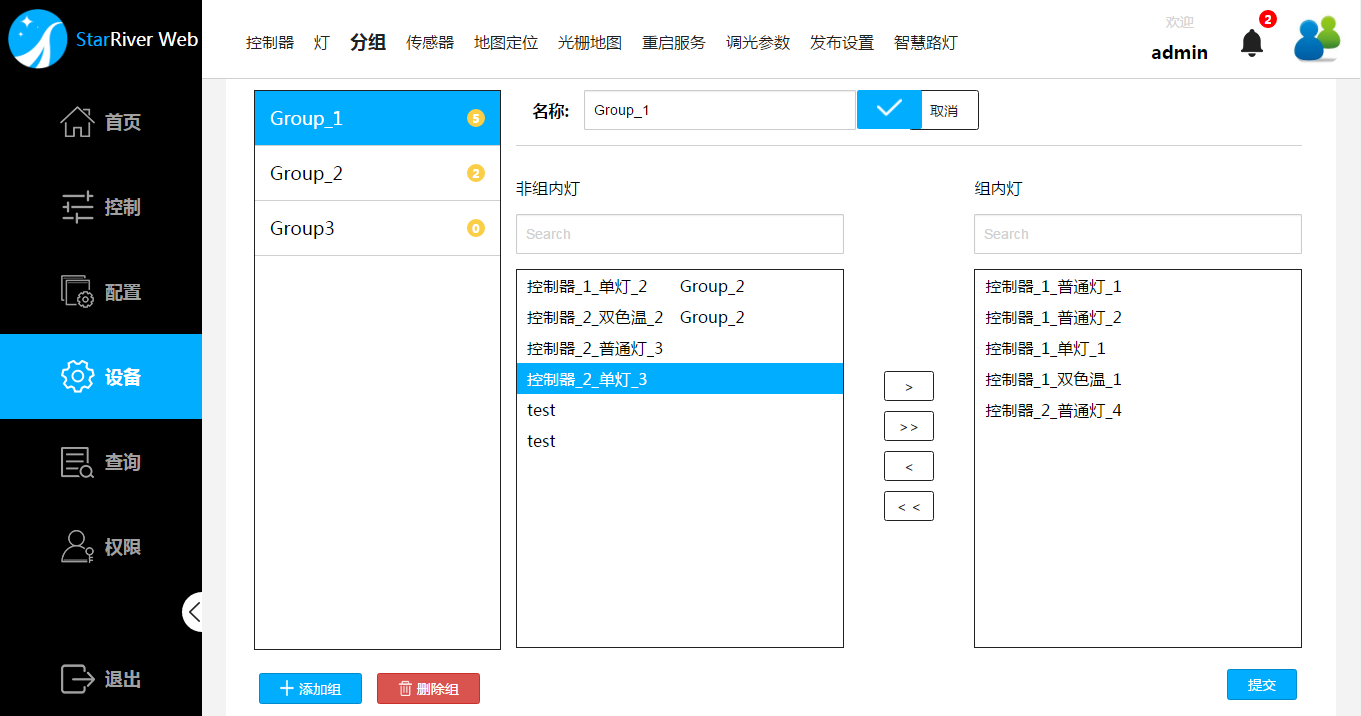 StarRiver Web
首页
控制
配置
设备
查询
权限
退出
控制器 灯 分组 传感器 地图定位 光栅地图 重启服务 调光参数 发布设置 智慧路灯
欢迎
admin
2
Group_1 5
Group_2 2
Group3 0
添加组 删除组
名称: Group_1 取消
非组内灯
Search
控制器_1_单灯_2 Group_2
控制器_2_双色温_2 Group_2
控制器_2_普通灯_3
控制器_2_单灯_3
test
test
>
>>
<
< <
组内灯
Search
控制器_1_普通灯_1
控制器_1_普通灯_2
控制器_1_单灯_1
控制器_1_双色温_1
控制器_2_普通灯_4
提交